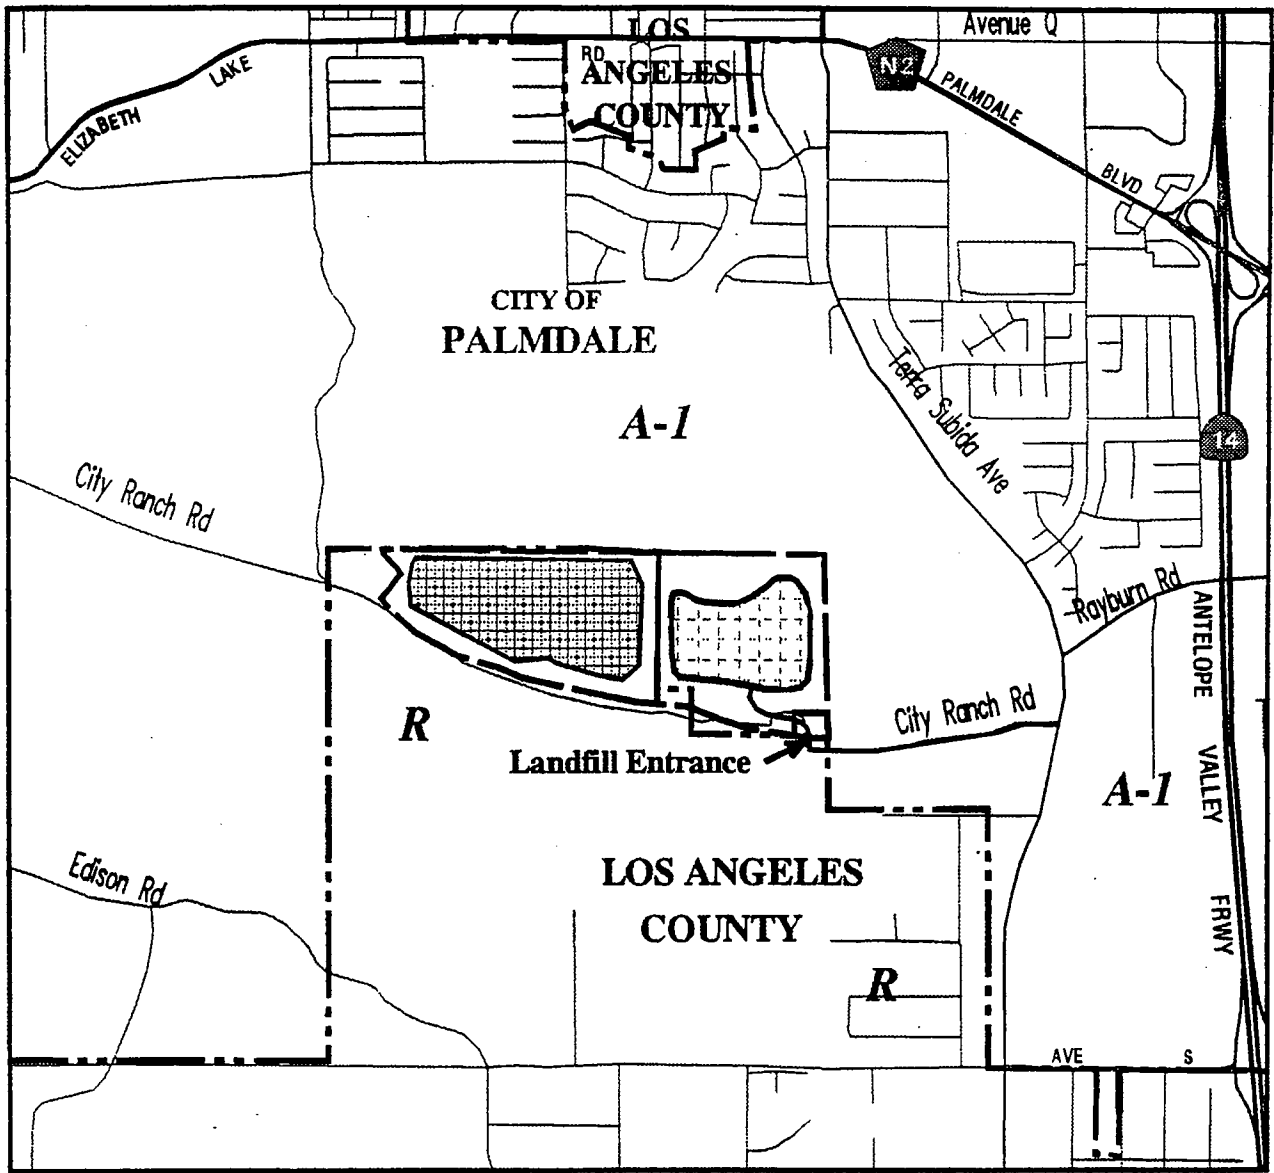 LOS
ANGELES
COUNTY
RD
Avenue Q
N2
PALMDALE
BLVD
ELIZABETH
LAKE
CITY OF
PALMDALE
A-1
Terra Subida Ave
14
City Ranch Rd
Rayburn Rd
ANTELOPE
VALLEY
FRWY
R
City Ranch Rd
Landfill Entrance
A-1
Edison Rd
LOS ANGELES
COUNTY
R
AVE
S